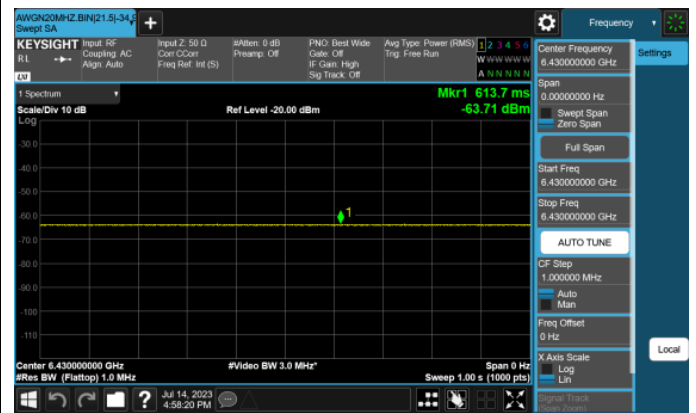 AWGN20MHZ.BIN|21.5|-34.5
Swept SA
+
Frequency
KEYSIGHT
RL
LXI
Input: RF
Coupling: AC
Align: Auto
Input Z: 50 Ω
Corr CCorr
Freq Ref: Int (S)
#Atten: 0 dB
Preamp: Off
PNO: Best Wide
Gate: Off
IF Gain: High
Sig Track: Off
Avg Type: Power (RMS)
Trig: Free Run
1 2 3 4 5 6
W W W W W W
A N N N N N
1 Spectrum
Scale/Div 10 dB
Log
Ref Level -20.00 dBm
Mkr1 613.7 ms
-63.71 dBm
-30.0
-40.0
-50.0
-60.0
-70.0
-80.0
-90.0
-100
-110
1
Center 6.430000000 GHz
#Res BW (Flattop) 1.0 MHz
#Video BW 3.0 MHz*
Span 0 Hz
Sweep 1.00 s (1000 pts)
Center Frequency
6.430000000 GHz
Span
0.00000000 Hz
Swept Span
Zero Span
Full Span
Start Freq
6.430000000 GHz
Stop Freq
6.430000000 GHz
AUTO TUNE
CF Step
1.000000 MHz
Auto
Man
Freq Offset
0 Hz
X Axis Scale
Log
Lin
Signal Track
(Span Zoom)
Settings
Local
?
Jul 14, 2023
4:58:20 PM